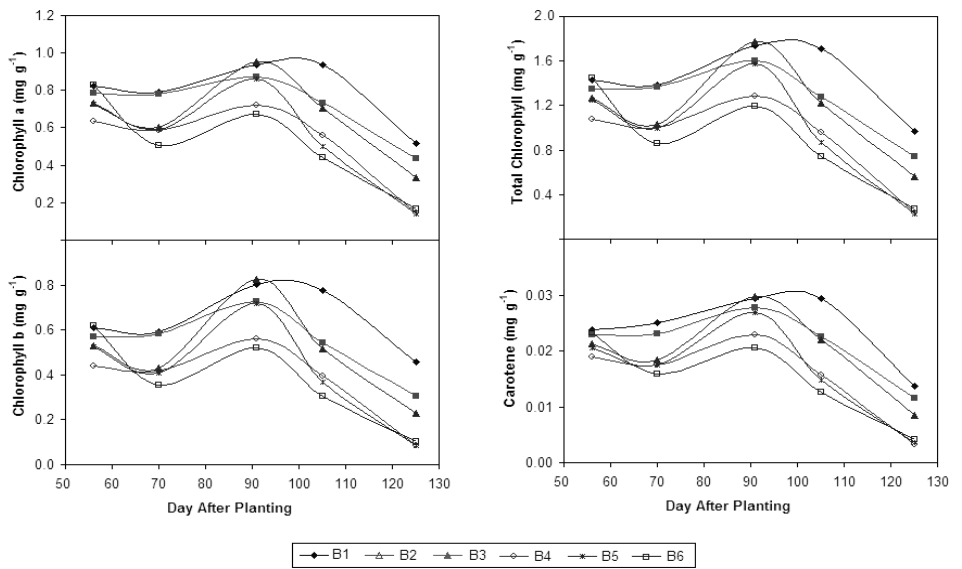 1.2
1.0
0.8
0.6
0.4
0.2
Chlorophyll a (mg g-1)
2.0
1.6
1.2
0.8
0.4
Total Chlorophyll (mg g-1)
0.8
0.6
0.4
0.2
0.0
Chlorophyll b (mg g-1)
50 60 70 80 90 100 110 120 130
Day After Planting
0.03
0.02
0.01
0.00
Carotene (mg g-1)
50 60 70 80 90 100 110 120 130
Day After Planting
B1 B2 B3 B4 B5 B6